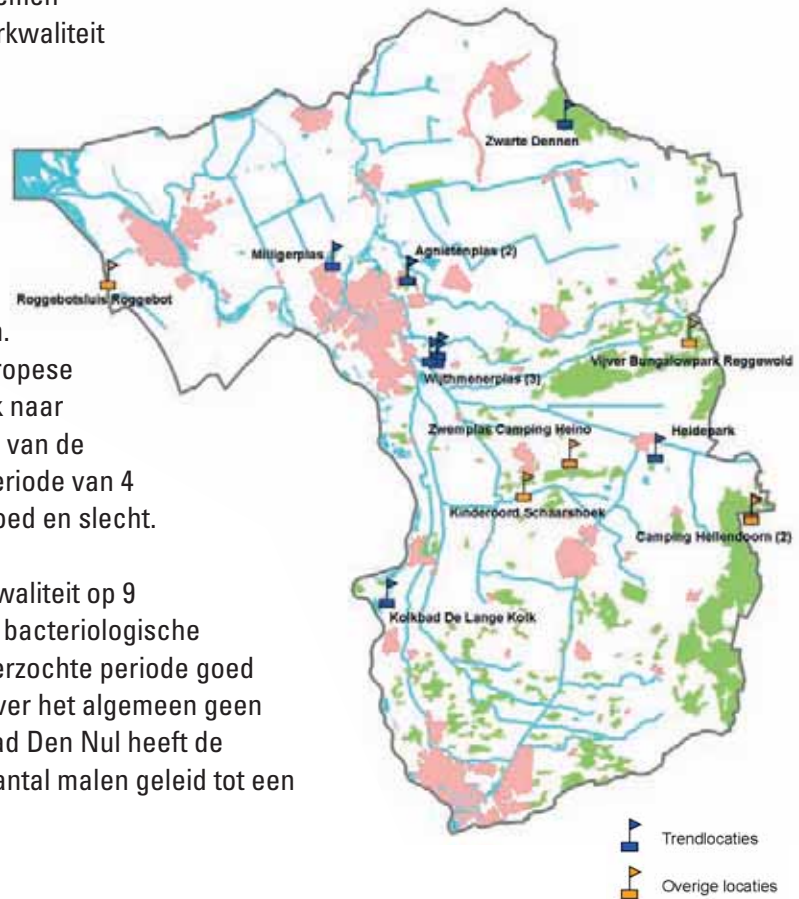 emen
rkwaliteit
n.
ropese
k naar
van de
eriode van 4
oed en slecht.
waliteit op 9
bacteriologische
erzochte periode goed
ver het algemeen geen
ad Den Nul heeft de
antal malen geleid tot een
Zwarte Dennen
Milligerplas
Agnietenplas (2)
Roggebotsluis Roggebot
Vijver Bungalowpark Reggewold
Wijthmenerplas (3)
Zwemplas Camping Heino
Heidepark
Kinderoord Schaarshoek
Camping Hellendoorn (2)
Kolkbad De Lange Kolk
Trendlocaties
Overige locaties